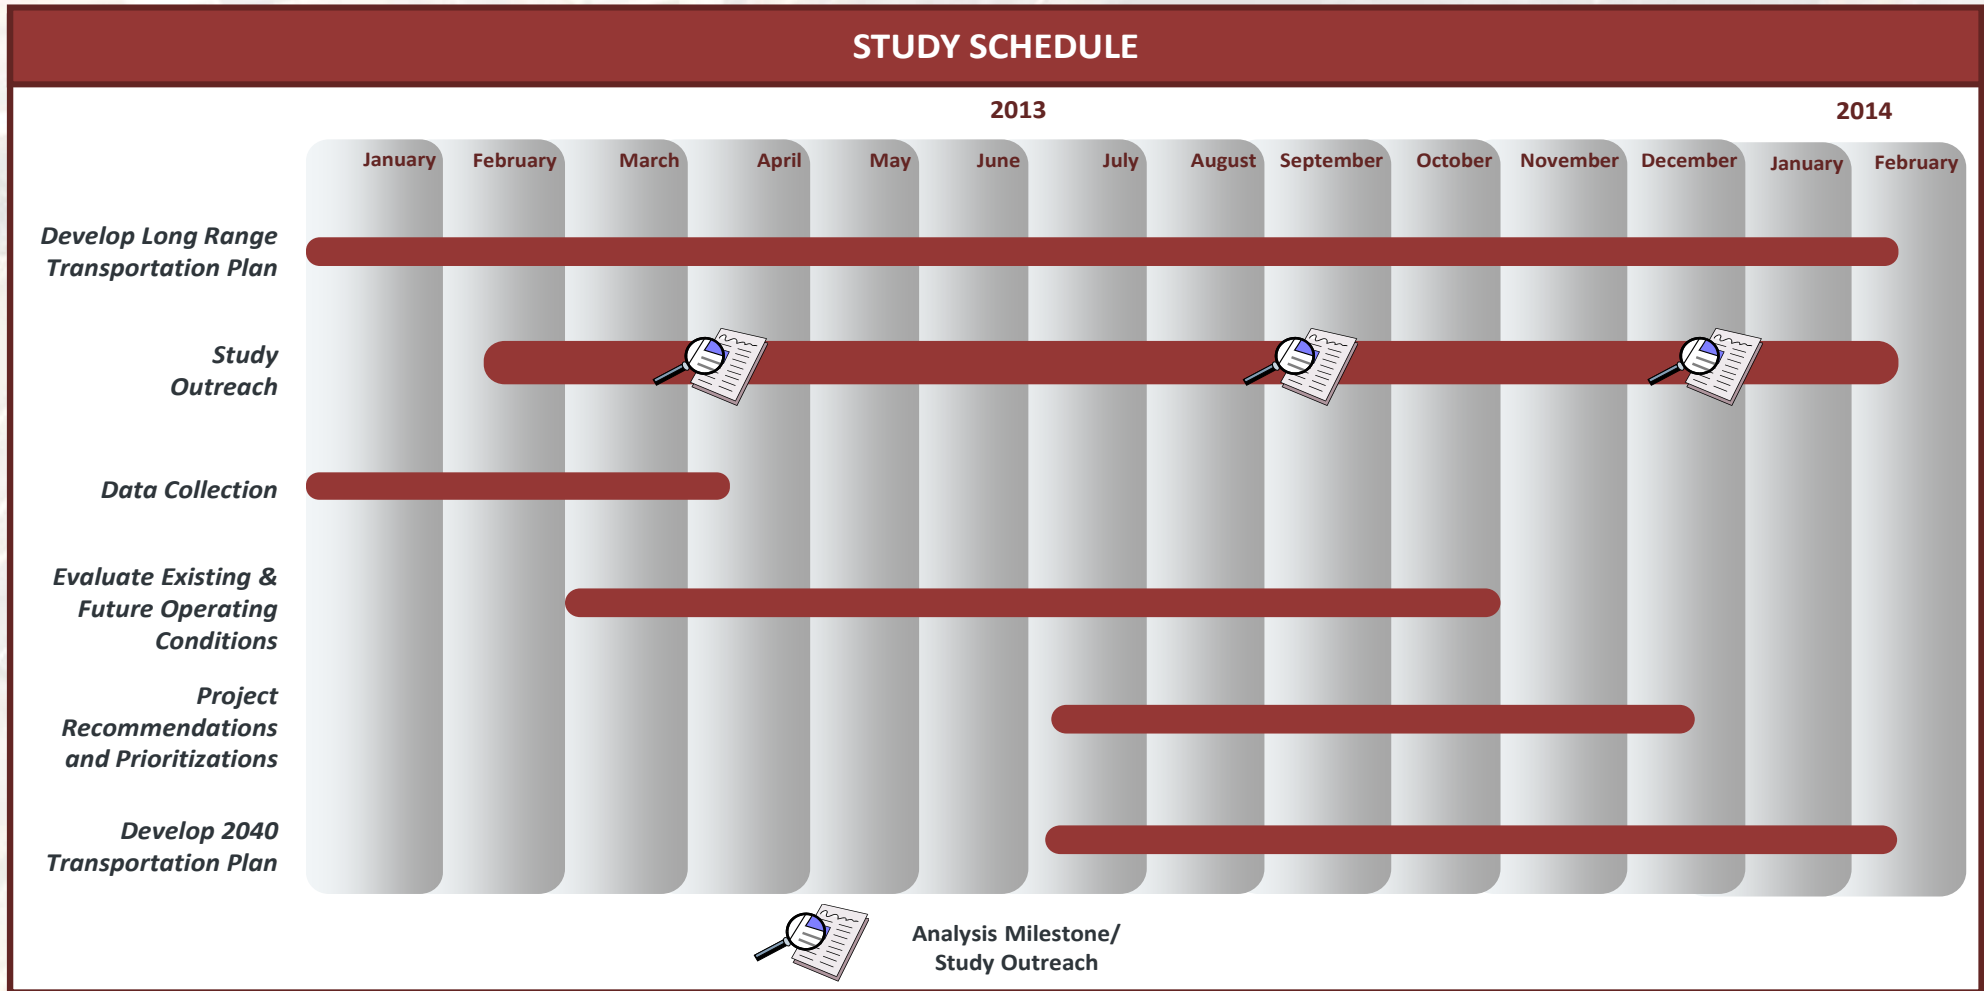 STUDY SCHEDULE
2013
2014
January February March April May June July August September October November December January February
Develop Long Range
Transportation Plan
Study
Outreach
Data Collection
Evaluate Existing &
Future Operating
Conditions
Project
Recommendations
and Prioritizations
Develop 2040
Transportation Plan
Analysis Milestone/
Study Outreach